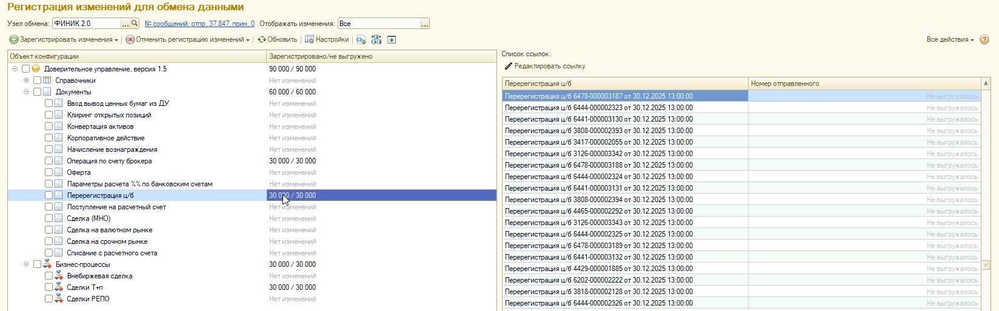 Регистрация изменений для обмена данными
Узел обмена: ФИНИК 2.0 ... № сообщений: отпр. 37 847, прин. 0 Отображать изменения: Все ...
Зарегистрировать изменения Отменить регистрацию изменений Обновить Настройки Все действия ?
Объект конфигурации Зарегистрировано/не выгружено
Доверительное управление, версия 1.5 90 000 / 90 000
Справочники Нет изменений
Документы 60 000 / 60 000
Ввод вывод ценных бумаг из ДУ Нет изменений
Клиринг открытых позиций Нет изменений
Конвертация активов Нет изменений
Корпоративное действие Нет изменений
Начисление вознаграждения Нет изменений
Операция по счету брокера 30 000 / 30 000
Оферта Нет изменений
Параметры расчета %% по банковским счетам Нет изменений
Перерегистрация ц/б 30 000 / 30 000
Поступление на расчетный счет Нет изменений
Сделка (МНО) Нет изменений
Сделка на валютном рынке Нет изменений
Сделка на срочном рынке Нет изменений
Списание с расчетного счета Нет изменений
Бизнес-процессы 30 000 / 30 000
Внебиржевая сделка Нет изменений
Сделки Т+n 30 000 / 30 000
Сделки РЕПО Нет изменений
Список ссылок:
Редактировать ссылку
Перерегистрация ц/б Номер отправленного
Перерегистрация ц/б 6478-000003187 от 30.12.2025 13:00:00 Не выгружалось
Перерегистрация ц/б 6444-000002323 от 30.12.2025 13:00:00 Не выгружалось
Перерегистрация ц/б 6441-000003130 от 30.12.2025 13:00:00 Не выгружалось
Перерегистрация ц/б 3808-000002393 от 30.12.2025 13:00:00 Не выгружалось
Перерегистрация ц/б 3417-000002055 от 30.12.2025 13:00:00 Не выгружалось
Перерегистрация ц/б 3126-000003342 от 30.12.2025 13:00:00 Не выгружалось
Перерегистрация ц/б 6478-000003188 от 30.12.2025 13:00:00 Не выгружалось
Перерегистрация ц/б 6444-000002324 от 30.12.2025 13:00:00 Не выгружалось
Перерегистрация ц/б 6441-000003131 от 30.12.2025 13:00:00 Не выгружалось
Перерегистрация ц/б 3808-000002394 от 30.12.2025 13:00:00 Не выгружалось
Перерегистрация ц/б 4465-000002292 от 30.12.2025 13:00:00 Не выгружалось
Перерегистрация ц/б 3126-000003343 от 30.12.2025 13:00:00 Не выгружалось
Перерегистрация ц/б 6444-000002325 от 30.12.2025 13:00:00 Не выгружалось
Перерегистрация ц/б 6478-000003189 от 30.12.2025 13:00:00 Не выгружалось
Перерегистрация ц/б 6441-000003132 от 30.12.2025 13:00:00 Не выгружалось
Перерегистрация ц/б 4429-000001885 от 30.12.2025 13:00:00 Не выгружалось
Перерегистрация ц/б 6202-000002222 от 30.12.2025 13:00:00 Не выгружалось
Перерегистрация ц/б 3818-000002128 от 30.12.2025 13:00:00 Не выгружалось
Перерегистрация ц/б 6444-000002326 от 30.12.2025 13:00:00 Не выгружалось